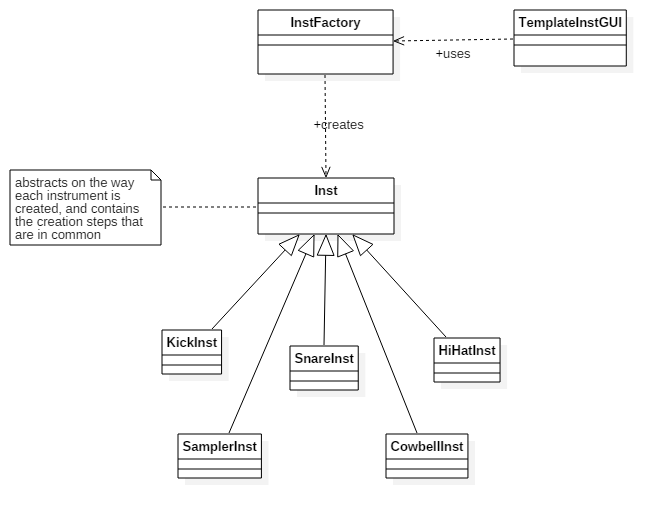 InstFactory
TemplateInstGUI
+uses
+creates
abstracts on the way
each instrument is
created, and contains
the creation steps that
are in common
Inst
KickInst
SnareInst
HiHatInst
SamplerInst
CowbellInst